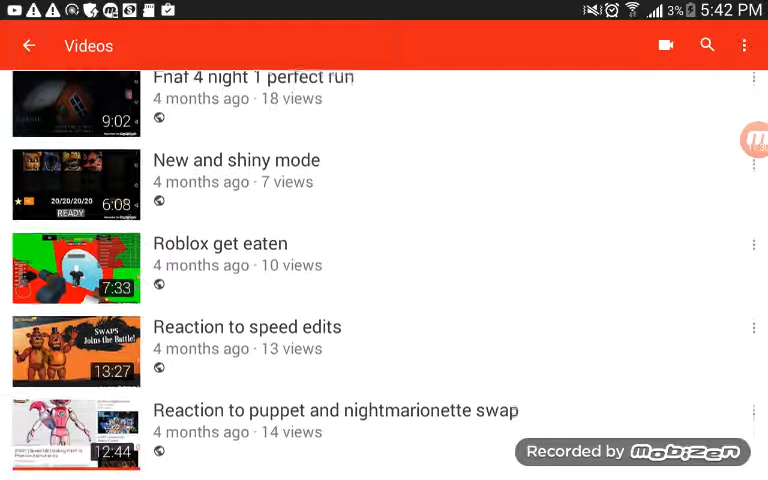 3% 5:42 PM
Videos
Fnaf 4 night 1 perfect run
4 months ago · 18 views
9:02
New and shiny mode
4 months ago · 7 views
20/20/20/20
READY
6:08
Roblox get eaten
4 months ago · 10 views
7:33
Reaction to speed edits
4 months ago · 13 views
SWAPS
Joins the Battle!
13:27
Reaction to puppet and nightmarionette swap
4 months ago · 14 views
12:44
Recorded by mobizen